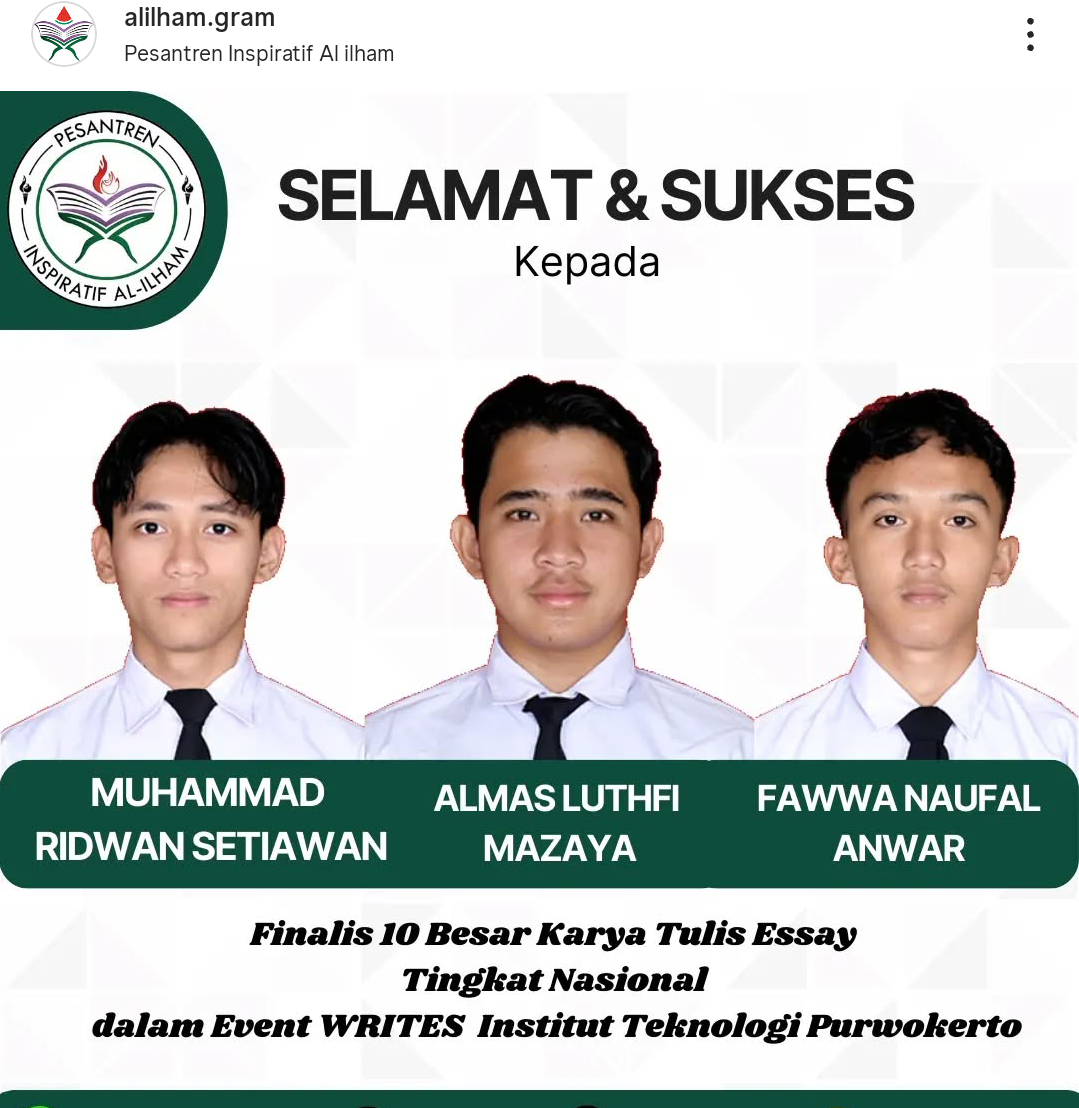 alilham.gram
Pesantren Inspiratif Al ilham
PESANTREN
INSPIRATIF AL-ILHAM
SELAMAT & SUKSES
Kepada
MUHAMMAD
RIDWAN SETIAWAN
ALMAS LUTHFI
MAZAYA
FAWWA NAUFAL
ANWAR
Finalis 10 Besar Karya Tulis Essay
Tingkat Nasional
dalam Event WRITES Institut Teknologi Purwokerto